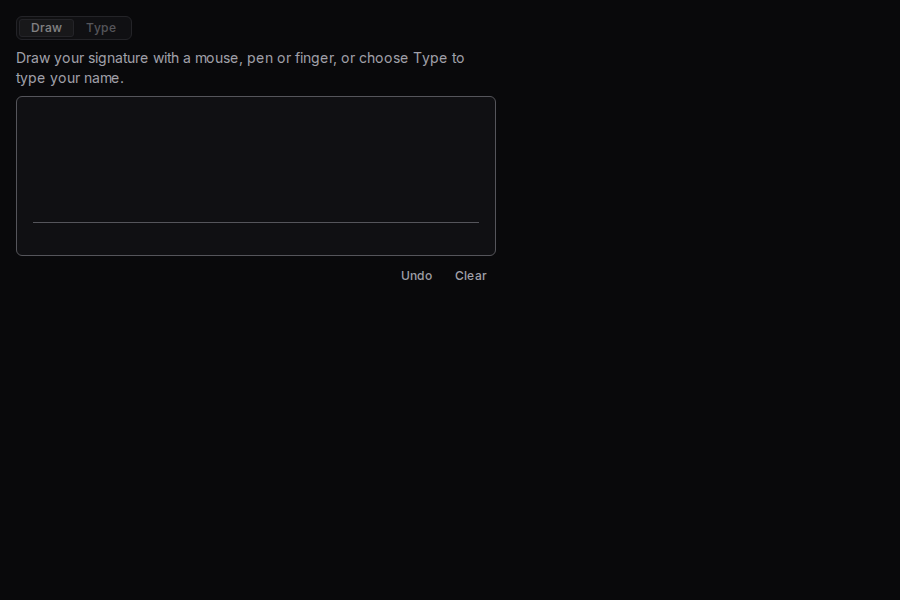 Draw Type
Draw your signature with a mouse, pen or finger, or choose Type to
type your name.
Undo Clear